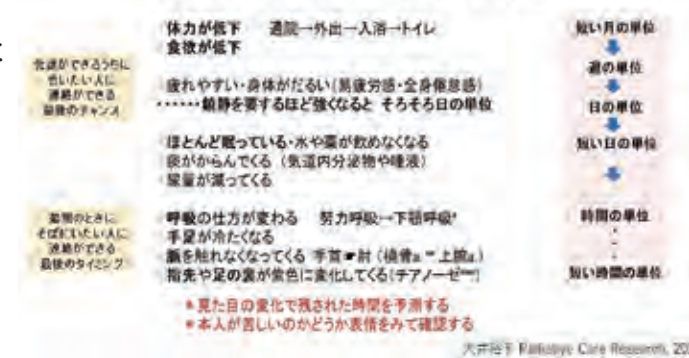 体力が低下 通院→外出→入浴→トイレ
食欲が低下
会話ができるうちに
会いたい人に
連絡ができる
最後のチャンス
疲れやすい・身体がだるい(易疲労感・全身倦怠感)
……鎮静を要するほど強くなると そろそろ日の単位
ほとんど眠っている・水や薬が飲めなくなる
痰がからんでくる(気道内分泌物や唾液)
尿量が減ってくる
最期のときに
そばにいたい人に
連絡ができる
最後のタイミング
呼吸の仕方が変わる 努力呼吸→下顎呼吸
手足が冷たくなる
脈を触れなくなってくる 手首☛肘(橈骨a.→上腕a.)
指先や足の裏が紫色に変化してくる(チアノーゼ)
*見た目の変化で残された時間を予測する
*本人が苦しいのかどうか表情をみて確認する
短い月の単位
週の単位
日の単位
短い日の単位
時間の単位
短い時間の単位
大井裕子 Palliative Care Research, 20